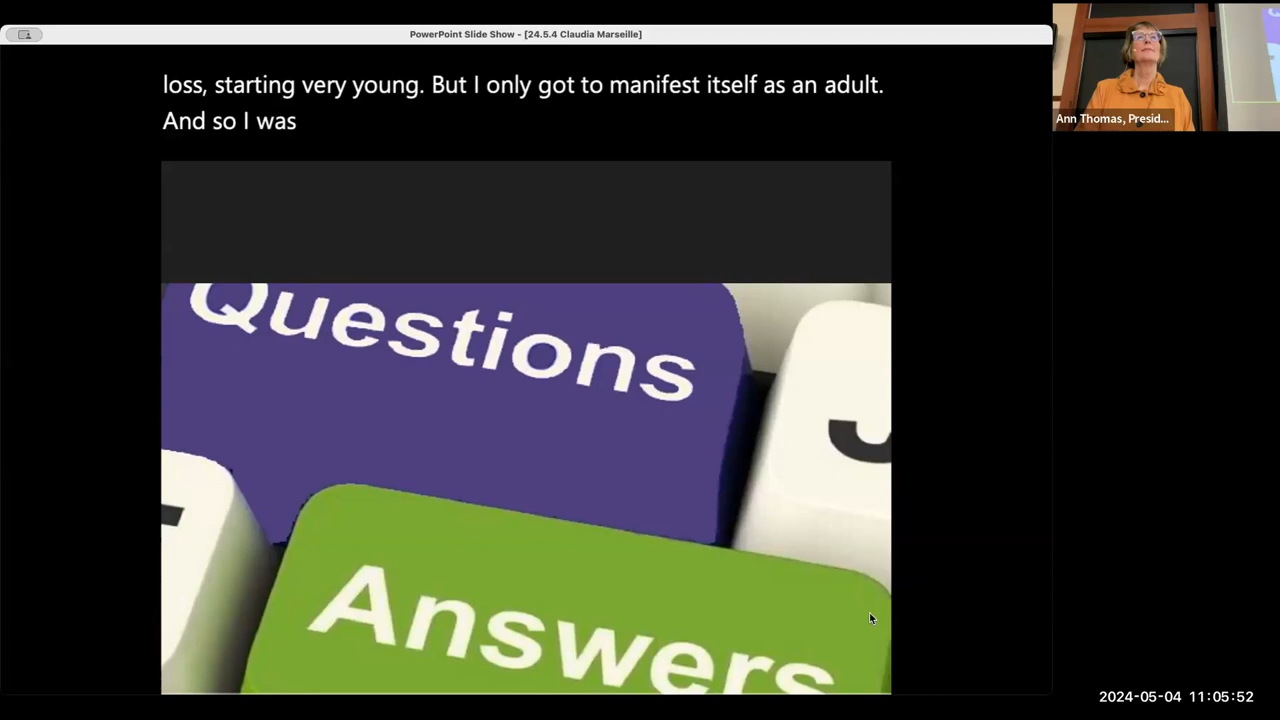 PowerPoint Slide Show - [24.5.4 Claudia Marseille]
loss, starting very young. But I only got to manifest itself as an adult.
And so I was
Ann Thomas, Presid...
Questions
J
Answers
2024-05-04 11:05:52